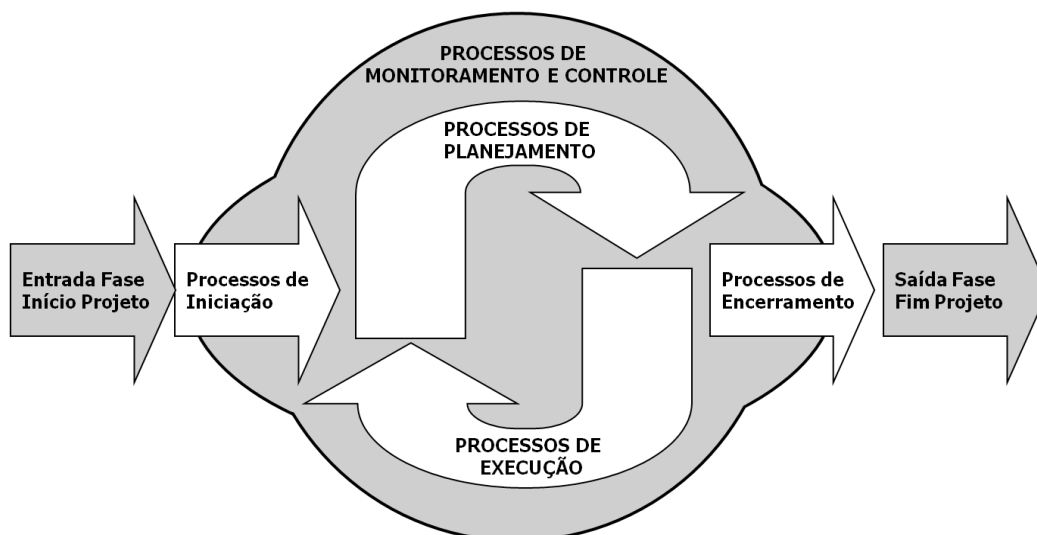 PROCESSOS DE
MONITORAMENTO E CONTROLE
PROCESSOS DE
PLANEJAMENTO
Entrada Fase
Início Projeto
Processos de
Iniciação
Processos de
Encerramento
Saída Fase
Fim Projeto
PROCESSOS DE
EXECUÇÃO